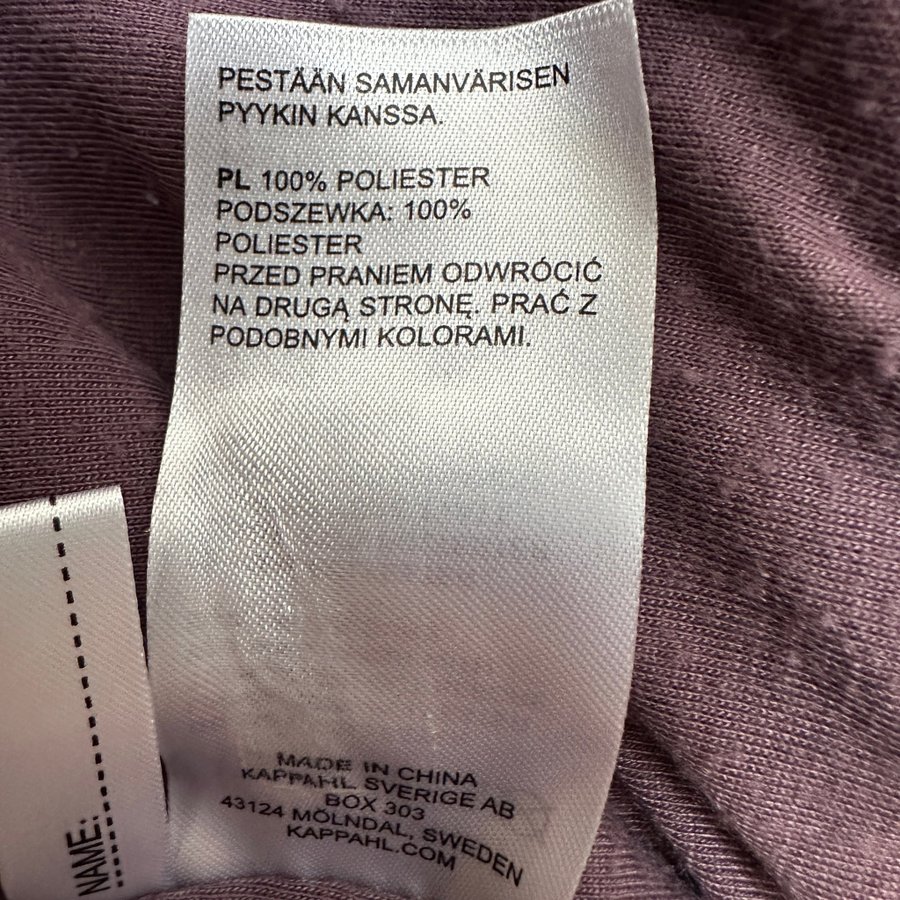 PESTÄÄN SAMANVÄRISEN
PYYKIN KANSSA.
PL 100% POLIESTER
PODSZEWKA: 100%
POLIESTER
PRZED PRANIEM ODWRÓCIĆ
NA DRUGĄ STRONĘ. PRAĆ Z
PODOBNYMI KOLORAMI.
MADE IN CHINA
KAPPAHL SVERIGE AB
BOX 303
43124 MÖLNDAL, SWEDEN
KAPPAHL.COM
NAME: